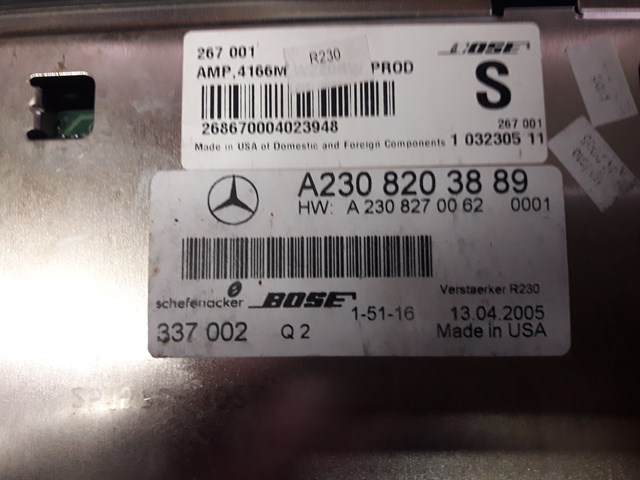 267 001
R230
BOSE
AMP,4166M
PROD
S
268670004023948
267 001
Made in USA of Domestic and Foreign Components
1 032305 11
A230 820 38 89
HW: A 230 827 00 62 0001
schefenacker
BOSE
Verstaerker R230
1-51-16
13.04.2005
337 002
Q 2
Made in USA